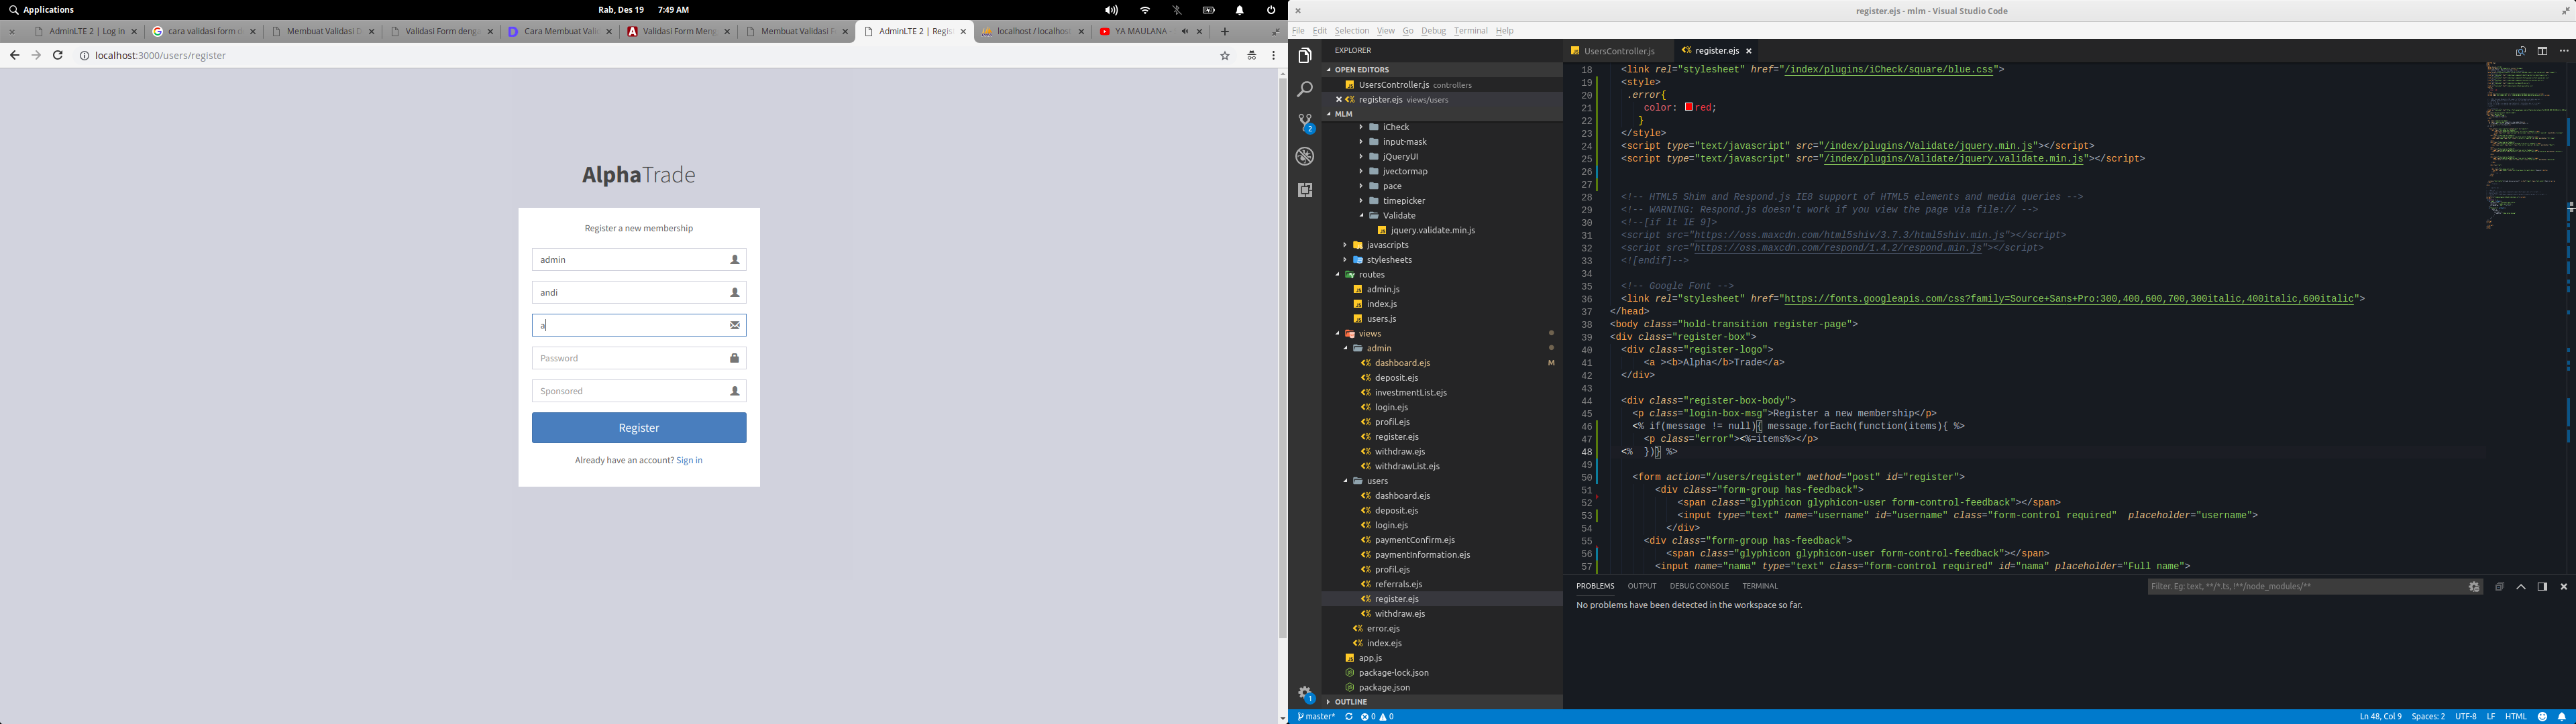 Applications
Rab, Des 19 7:49 AM
AdminLTE 2 | Log in
cara validasi form d
Membuat Validasi D
Validasi Form denga
Cara Membuat Valid
Validasi Form Meng
Membuat Validasi F
AdminLTE 2 | Regis
localhost / localhost
YA MAULANA -
localhost:3000/users/register
AlphaTrade
Register a new membership
admin
andi
a
Password
Sponsored
Register
Already have an account? Sign in
register.ejs - mlm - Visual Studio Code
File Edit Selection View Go Debug Terminal Help
EXPLORER
OPEN EDITORS
UsersController.js controllers
register.ejs views/users
MLM
iCheck
input-mask
jQueryUI
jvectormap
pace
timepicker
Validate
jquery.validate.min.js
javascripts
stylesheets
routes
admin.js
index.js
users.js
views
admin
dashboard.ejs M
deposit.ejs
investmentList.ejs
login.ejs
profil.ejs
register.ejs
withdraw.ejs
withdrawList.ejs
users
dashboard.ejs
deposit.ejs
login.ejs
paymentConfirm.ejs
paymentInformation.ejs
profil.ejs
referrals.ejs
register.ejs
withdraw.ejs
error.ejs
index.ejs
app.js
package-lock.json
package.json
OUTLINE
2
1
UsersController.js register.ejs
18 <link rel="stylesheet" href="/index/plugins/iCheck/square/blue.css">
19 <style>
20 .error{
21 color: red;
22 }
23 </style>
24 <script type="text/javascript" src="/index/plugins/Validate/jquery.min.js"></script>
25 <script type="text/javascript" src="/index/plugins/Validate/jquery.validate.min.js"></script>
26
27
28 <!-- HTML5 Shim and Respond.js IE8 support of HTML5 elements and media queries -->
29 <!-- WARNING: Respond.js doesn't work if you view the page via file:// -->
30 <!--[if lt IE 9]>
31 <script src="https://oss.maxcdn.com/html5shiv/3.7.3/html5shiv.min.js"></script>
32 <script src="https://oss.maxcdn.com/respond/1.4.2/respond.min.js"></script>
33 <![endif]-->
34
35 <!-- Google Font -->
36 <link rel="stylesheet" href="https://fonts.googleapis.com/css?family=Source+Sans+Pro:300,400,600,700,300italic,400italic,600italic">
37 </head>
38 <body class="hold-transition register-page">
39 <div class="register-box">
40 <div class="register-logo">
41 <a ><b>Alpha</b>Trade</a>
42 </div>
43
44 <div class="register-box-body">
45 <p class="login-box-msg">Register a new membership</p>
46 <% if(message != null){ message.forEach(function(items){ %>
47 <p class="error"><%=items%></p>
48 <% })} %>
49
50 <form action="/users/register" method="post" id="register">
51 <div class="form-group has-feedback">
52 <span class="glyphicon glyphicon-user form-control-feedback"></span>
53 <input type="text" name="username" id="username" class="form-control required" placeholder="username">
54 </div>
55 <div class="form-group has-feedback">
56 <span class="glyphicon glyphicon-user form-control-feedback"></span>
57 <input name="nama" type="text" class="form-control required" id="nama" placeholder="Full name">
PROBLEMS OUTPUT DEBUG CONSOLE TERMINAL
Filter. Eg: text, **/*.ts, !**/node_modules/**
No problems have been detected in the workspace so far.
master* 0 0
Ln 48, Col 9 Spaces: 2 UTF-8 LF HTML